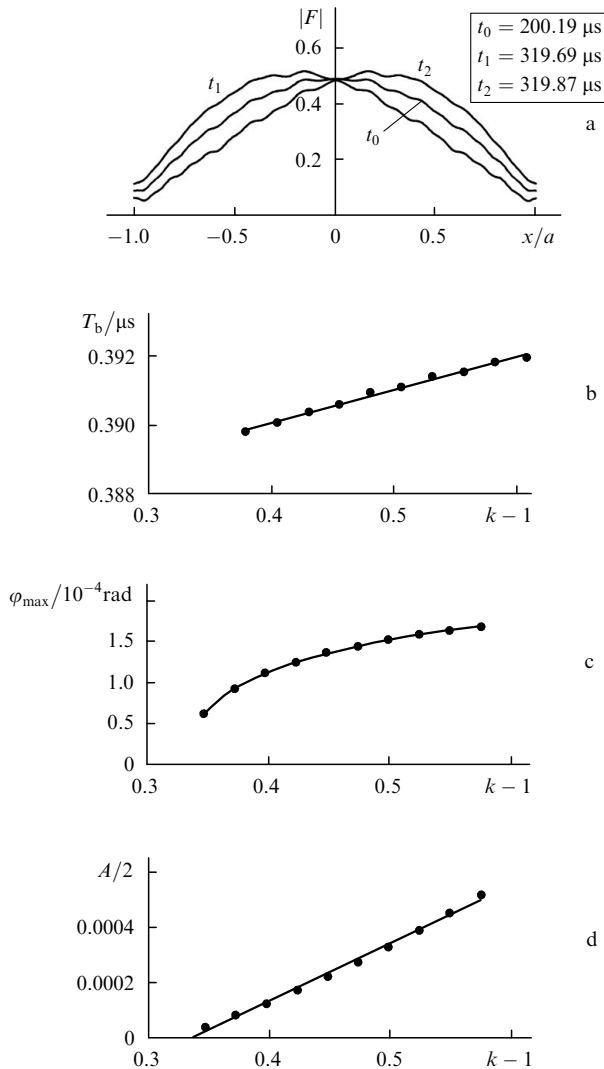 |F|
t₀ = 200.19 μs
t₁ = 319.69 μs
t₂ = 319.87 μs
0.6
t₁
t₂
0.4
t₀
0.2
a
−1.0
−0.5
0
0.5
x/a
T_b/μs
0.392
0.390
0.388
b
0.3
0.4
0.5
k − 1
φ_max/10⁻⁴ rad
1.5
1.0
0.5
0
c
0.3
0.4
0.5
k − 1
A/2
0.0004
0.0002
0
d
0.3
0.4
0.5
k − 1